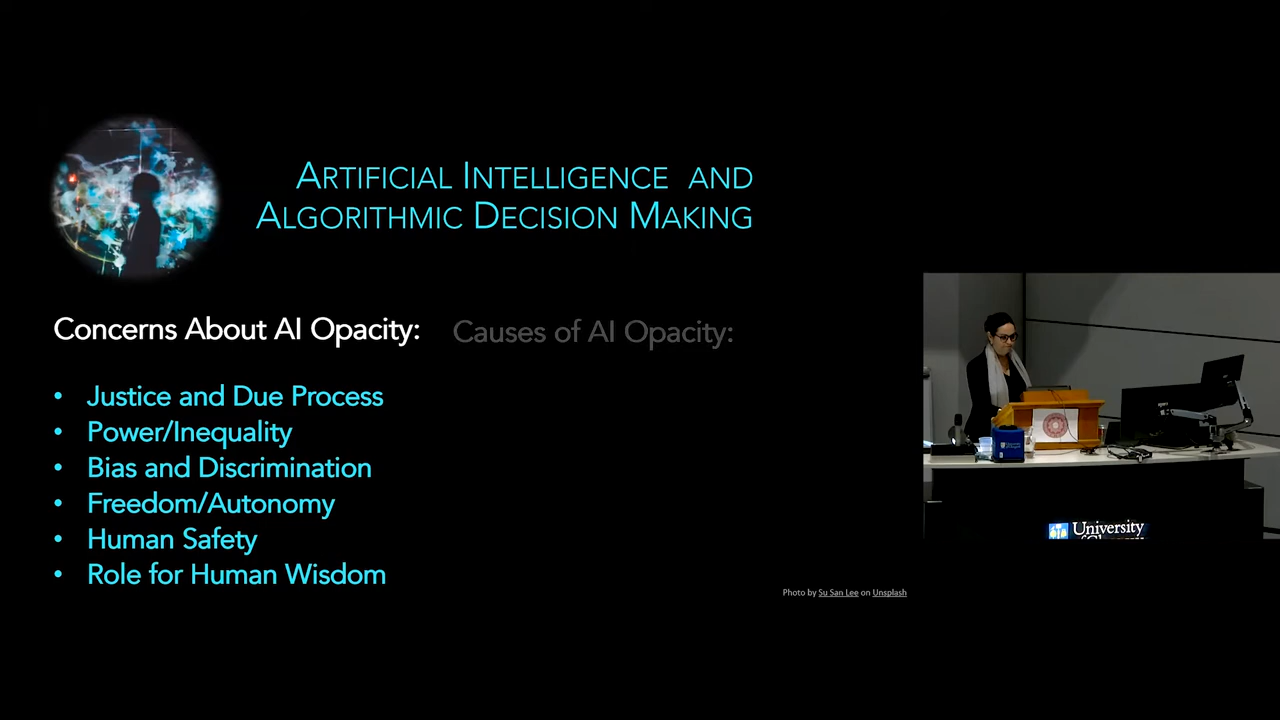 ARTIFICIAL INTELLIGENCE AND
ALGORITHMIC DECISION MAKING
Concerns About AI Opacity:
Causes of AI Opacity:
• Justice and Due Process
• Power/Inequality
• Bias and Discrimination
• Freedom/Autonomy
• Human Safety
• Role for Human Wisdom
Photo by Su San Lee on Unsplash
University